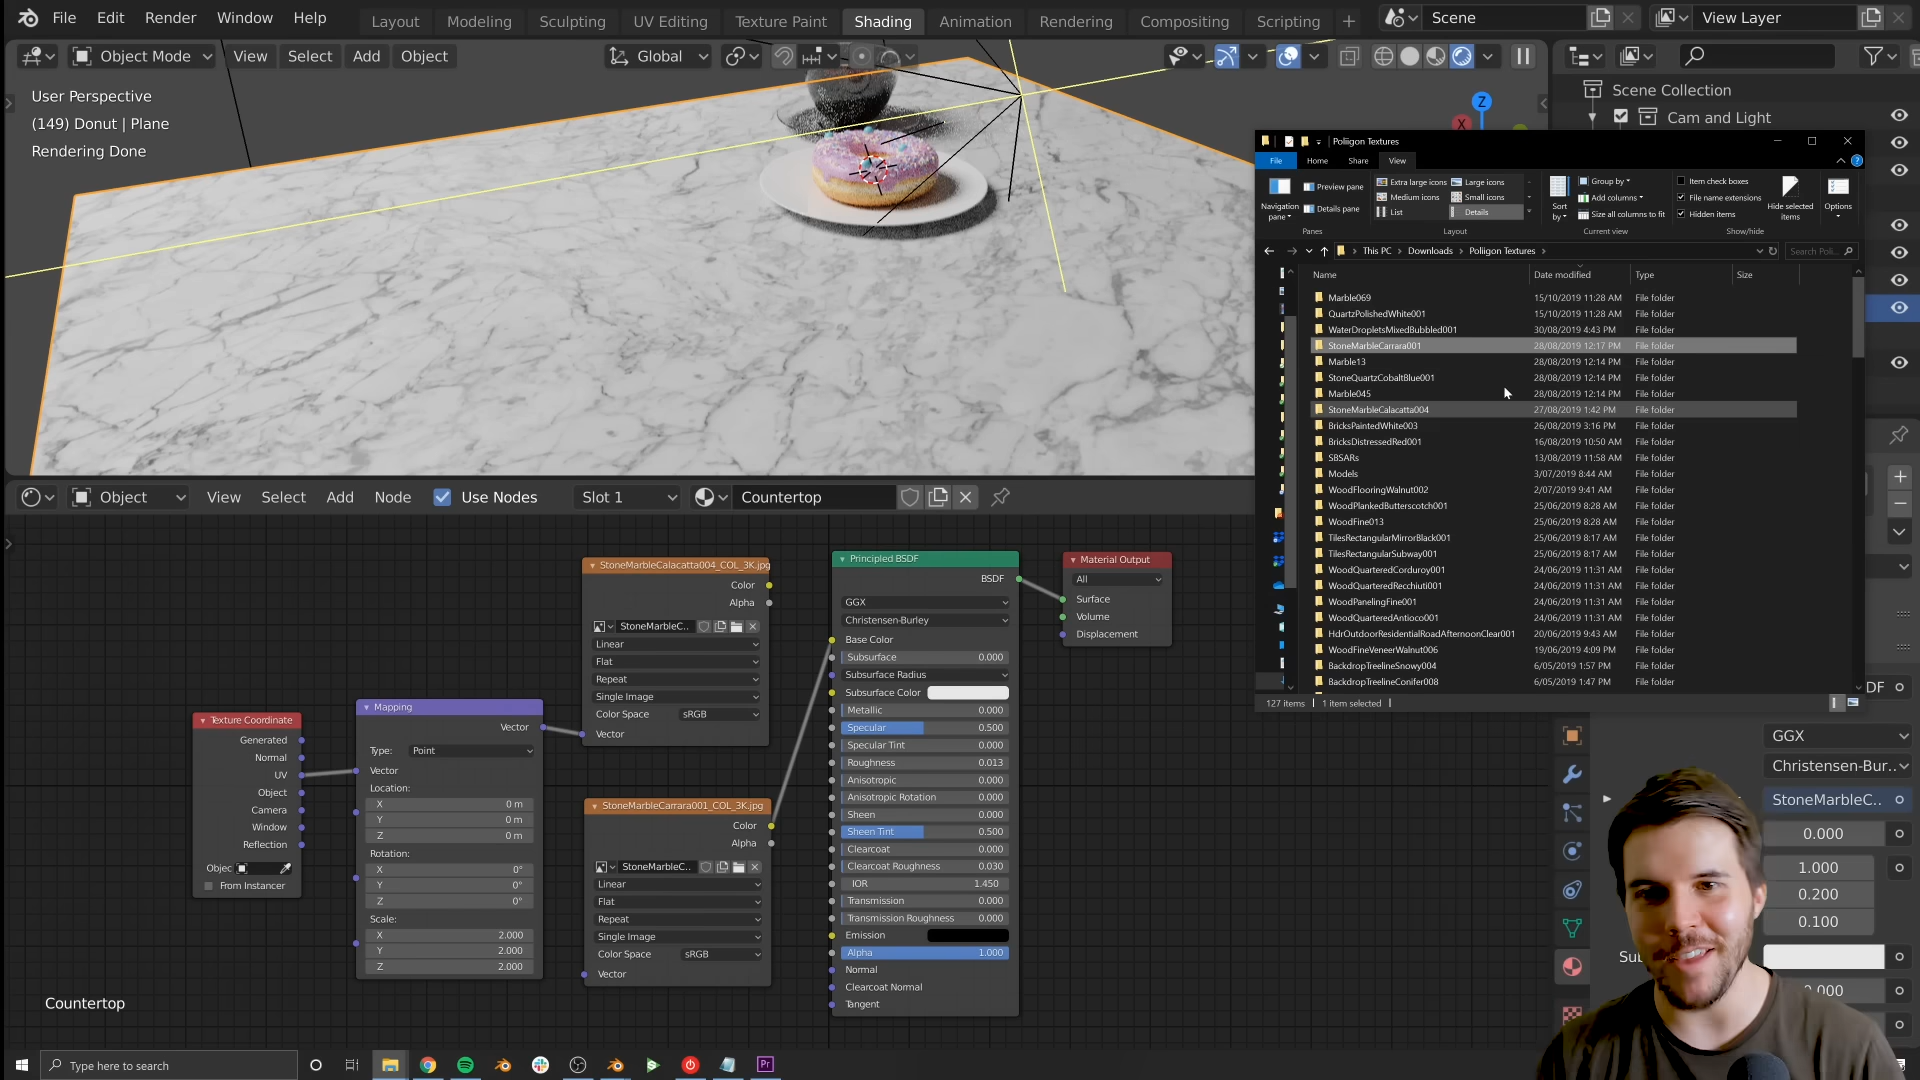 File Edit Render Window Help
Layout Modeling Sculpting UV Editing Texture Paint Shading Animation Rendering Compositing Scripting +
Scene
View Layer
Object Mode View Select Add Object
Global
User Perspective
(149) Donut | Plane
Rendering Done
Z
X
Scene Collection
Cam and Light
Poliigon Textures
File Home Share View
Navigation pane
Preview pane
Details pane
Panes
Extra large icons
Large icons
Medium icons
Small icons
List
Details
Layout
Sort by
Group by
Add columns
Size all columns to fit
Current view
Item check boxes
File name extensions
Hidden items
Show/hide
Hide selected items
Options
This PC
Downloads
Poliigon Textures
Search Poli...
Name Date modified Type Size
Marble069 15/10/2019 11:28 AM File folder
QuartzPolishedWhite001 15/10/2019 11:28 AM File folder
WaterDropletsMixedBubbled001 30/08/2019 4:43 PM File folder
StoneMarbleCarrara001 28/08/2019 12:17 PM File folder
Marble13 28/08/2019 12:14 PM File folder
StoneQuartzCobaltBlue001 28/08/2019 12:14 PM File folder
Marble045 28/08/2019 12:14 PM File folder
StoneMarbleCalacatta004 27/08/2019 1:42 PM File folder
BricksPaintedWhite003 26/08/2019 3:16 PM File folder
BricksDistressedRed001 16/08/2019 10:50 AM File folder
SBSARs 13/08/2019 11:58 AM File folder
Models 3/07/2019 8:44 AM File folder
WoodFlooringWalnut002 2/07/2019 9:41 AM File folder
WoodPlankedButterscotch001 25/06/2019 8:28 AM File folder
WoodFine013 25/06/2019 8:28 AM File folder
TilesRectangularMirrorBlack001 25/06/2019 8:17 AM File folder
TilesRectangularSubway001 25/06/2019 8:17 AM File folder
WoodQuarteredCorduroy001 24/06/2019 11:31 AM File folder
WoodQuarteredRecchiuti001 24/06/2019 11:31 AM File folder
WoodPanelingFine001 24/06/2019 11:31 AM File folder
WoodQuarteredAntioco001 24/06/2019 11:31 AM File folder
HdrOutdoorResidentialRoadAfternoonClear001 20/06/2019 9:43 AM File folder
WoodFineVeneerWalnut006 19/06/2019 4:09 PM File folder
BackdropTreelineSnowy004 6/05/2019 1:57 PM File folder
BackdropTreelineConifer008 6/05/2019 1:47 PM File folder
127 items 1 item selected
Object View Select Add Node Use Nodes Slot 1 Countertop
Texture Coordinate
Generated
Normal
UV
Object
Camera
Window
Reflection
Objec
From Instancer
Mapping
Vector
Type: Point
Vector
Location:
X 0 m
Y 0 m
Z 0 m
Rotation:
X 0°
Y 0°
Z 0°
Scale:
X 2.000
Y 2.000
Z 2.000
StoneMarbleCalacatta004_COL_3K.jpg
Color
Alpha
StoneMarbleC..
Linear
Flat
Repeat
Single Image
Color Space sRGB
Vector
StoneMarbleCarrara001_COL_3K.jpg
Color
Alpha
StoneMarbleC..
Linear
Flat
Repeat
Single Image
Color Space sRGB
Vector
Principled BSDF
BSDF
GGX
Christensen-Burley
Base Color
Subsurface 0.000
Subsurface Radius
Subsurface Color
Metallic 0.000
Specular 0.500
Specular Tint 0.000
Roughness 0.013
Anisotropic 0.000
Anisotropic Rotation 0.000
Sheen 0.000
Sheen Tint 0.500
Clearcoat 0.000
Clearcoat Roughness 0.030
IOR 1.450
Transmission 0.000
Transmission Roughness 0.000
Emission
Alpha 1.000
Normal
Clearcoat Normal
Tangent
Material Output
All
Surface
Volume
Displacement
Countertop
DF
GGX
Christensen-Bur..
StoneMarbleC..
0.000
1.000
0.200
0.100
Sub
0.000
Type here to search
Pr